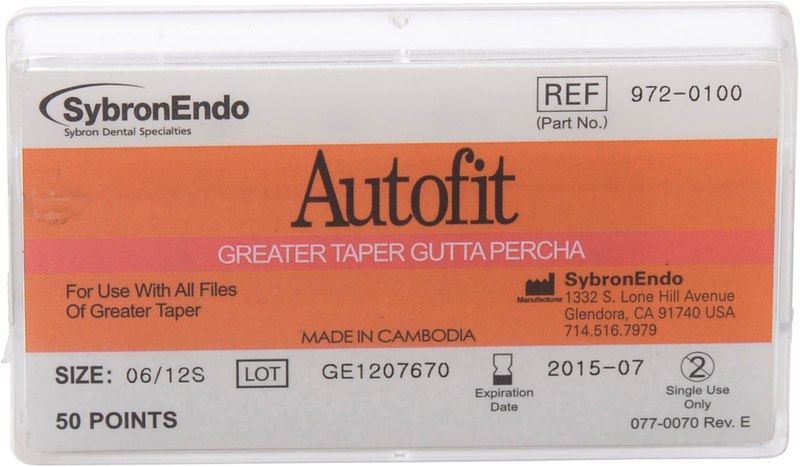 SybronEndo
Sybron Dental Specialties
REF 972-0100
(Part No.)
Autofit
GREATER TAPER GUTTA PERCHA
For Use With All Files
Of Greater Taper
SybronEndo
Manufacturer 1332 S. Lone Hill Avenue
Glendora, CA 91740 USA
714.516.7979
MADE IN CAMBODIA
SIZE: 06/12S LOT GE1207670 2015-07 2
Expiration
Date
Single Use
Only
50 POINTS
077-0070 Rev. E